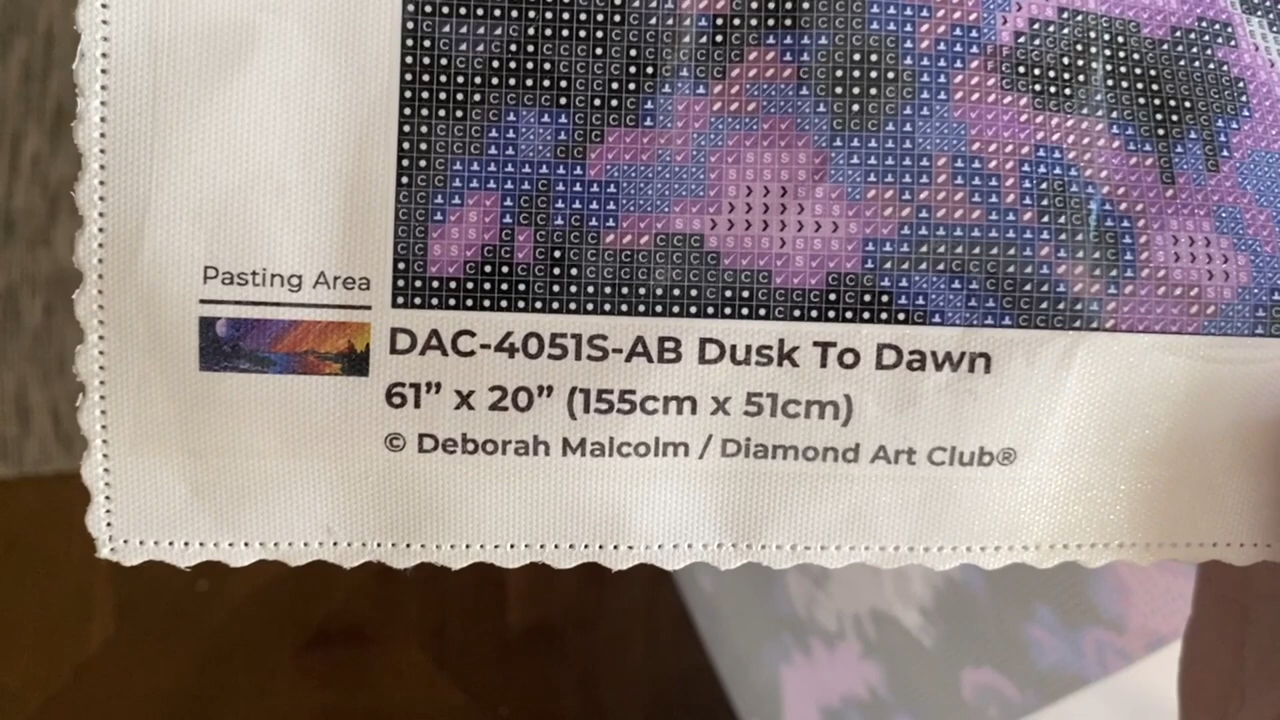 Pasting Area
DAC-4051S-AB Dusk To Dawn
61” x 20” (155cm x 51cm)
© Deborah Malcolm / Diamond Art Club®